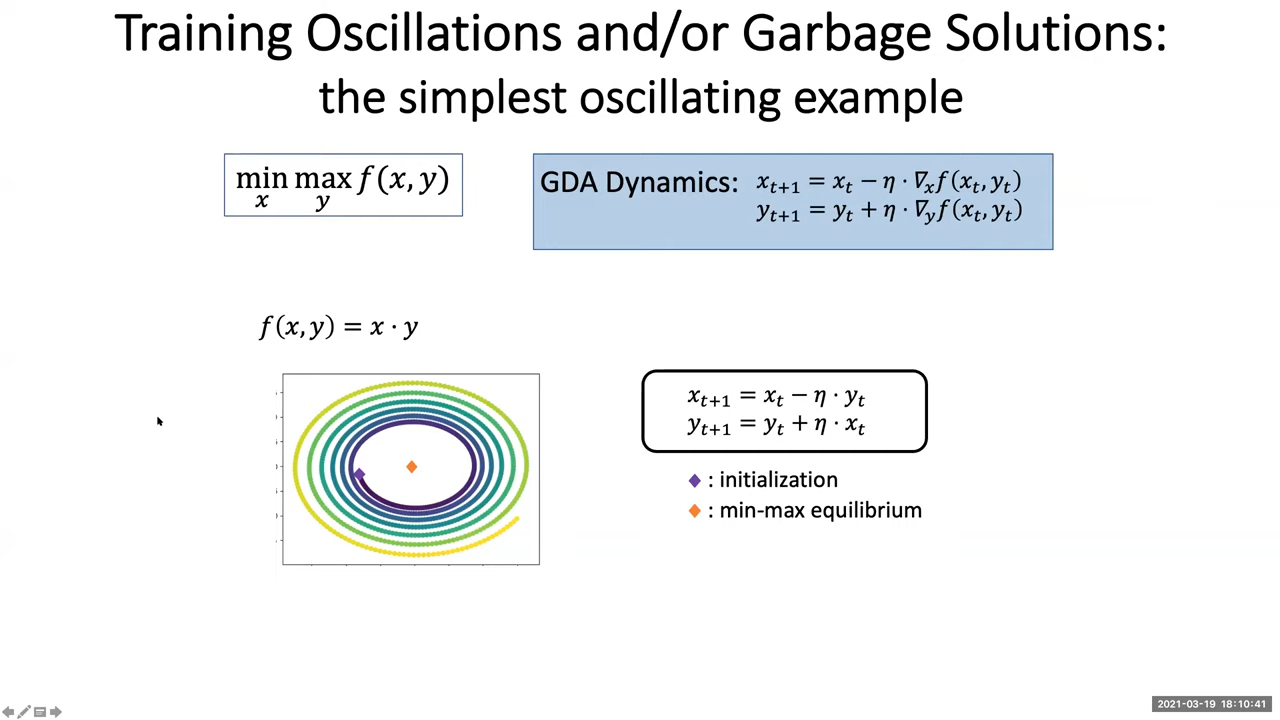 Training Oscillations and/or Garbage Solutions:
the simplest oscillating example
min max f(x, y)
x y
GDA Dynamics: xₜ₊₁ = xₜ − η · ∇ₓf(xₜ, yₜ)
yₜ₊₁ = yₜ + η · ∇ᵧf(xₜ, yₜ)
f(x, y) = x · y
xₜ₊₁ = xₜ − η · yₜ
yₜ₊₁ = yₜ + η · xₜ
: initialization
: min-max equilibrium
2021-03-19 18:10:41